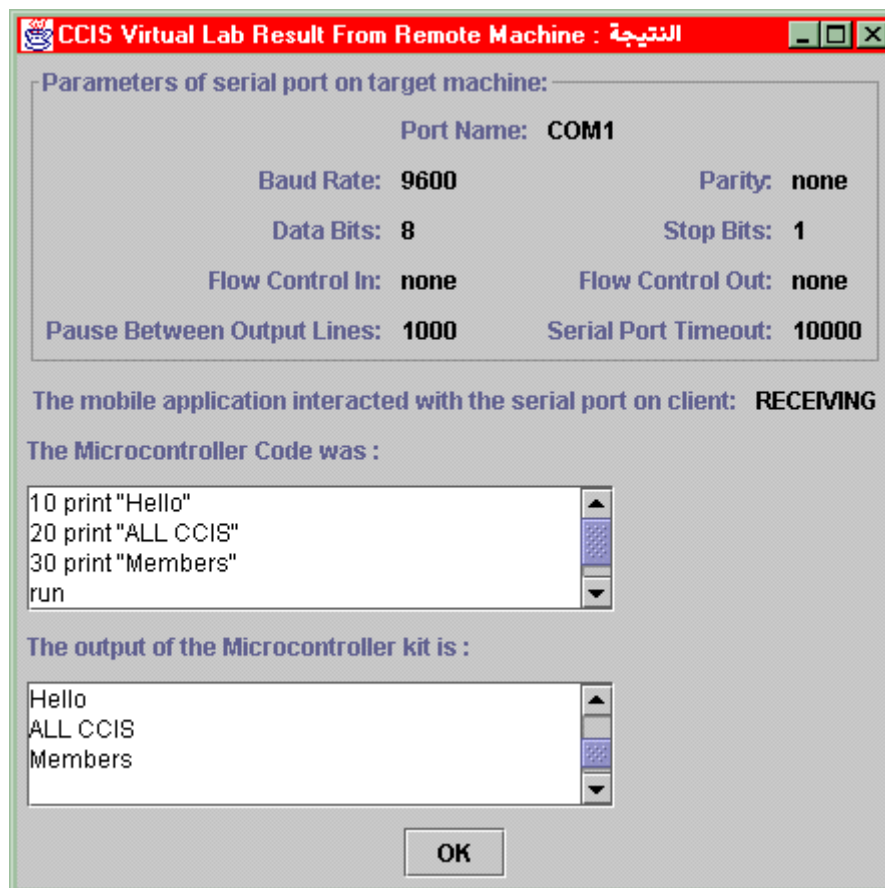 CCIS Virtual Lab Result From Remote Machine : النتيجة
Parameters of serial port on target machine:
Port Name: COM1
Baud Rate: 9600 Parity: none
Data Bits: 8 Stop Bits: 1
Flow Control In: none Flow Control Out: none
Pause Between Output Lines: 1000 Serial Port Timeout: 10000
The mobile application interacted with the serial port on client: RECEIVING
The Microcontroller Code was :
10 print "Hello"
20 print "ALL CCIS"
30 print "Members"
run
The output of the Microcontroller kit is :
Hello
ALL CCIS
Members
OK